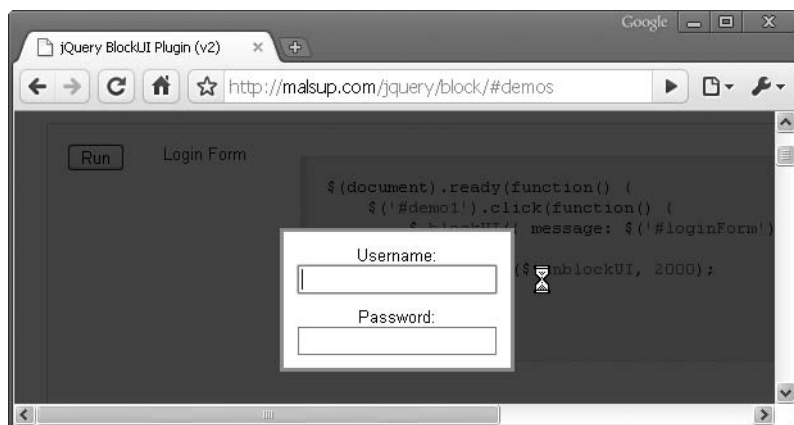 Google
jQuery BlockUI Plugin (v2)
http://malsup.com/jquery/block/#demos
Run
Login Form
$(document).ready(function() {
$('#demo1').click(function() {
message: $('#loginForm')
Username:
nblockUI, 2000);
Password: